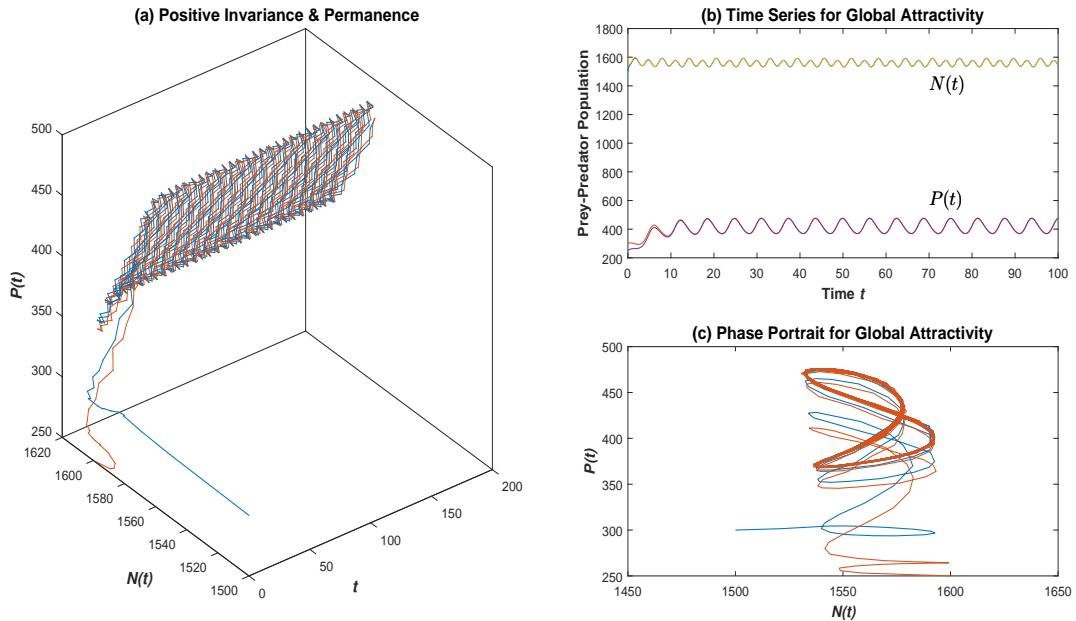 (a) Positive Invariance & Permanence
500
450
400
350
300
250
P(t)
1620
1600
1580
1560
1540
1520
1500
N(t)
0
50
100
150
200
t
(b) Time Series for Global Attractivity
1800
1600
1400
1200
1000
800
600
400
200
Prey-Predator Population
N(t)
P(t)
0 10 20 30 40 50 60 70 80 90 100
Time t
(c) Phase Portrait for Global Attractivity
500
450
400
350
300
250
P(t)
1450 1500 1550 1600 1650
N(t)